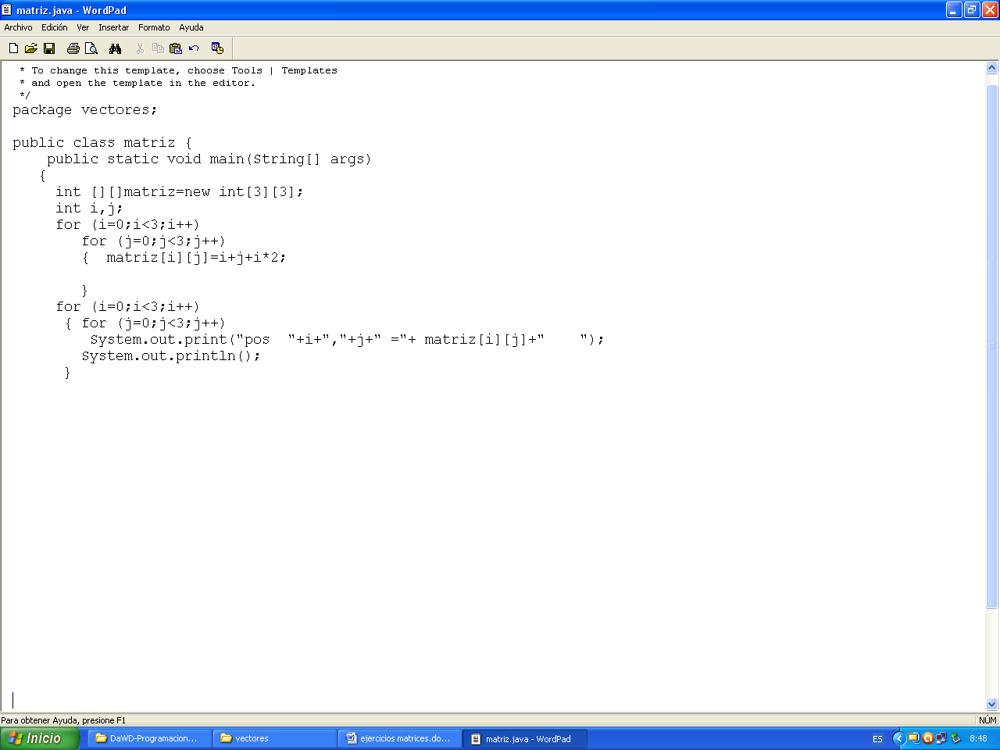 matriz.java - WordPad
Archivo Edición Ver Insertar Formato Ayuda
 * To change this template, choose Tools | Templates
 * and open the template in the editor.
 */
package vectores;

public class matriz {
    public static void main(String[] args)
   {
     int [][]matriz=new int[3][3];
     int i,j;
     for (i=0;i<3;i++)
        for (j=0;j<3;j++)
        {  matriz[i][j]=i+j+i*2;

        }
     for (i=0;i<3;i++)
      { for (j=0;j<3;j++)
         System.out.print("pos  "+i+","+j+" ="+ matriz[i][j]+"    ");
        System.out.println();
      }
Para obtener Ayuda, presione F1 NÚM
Inicio DaWD-Programacion... vectores ejercicios matrices.do... matriz.java - WordPad ES 8:48